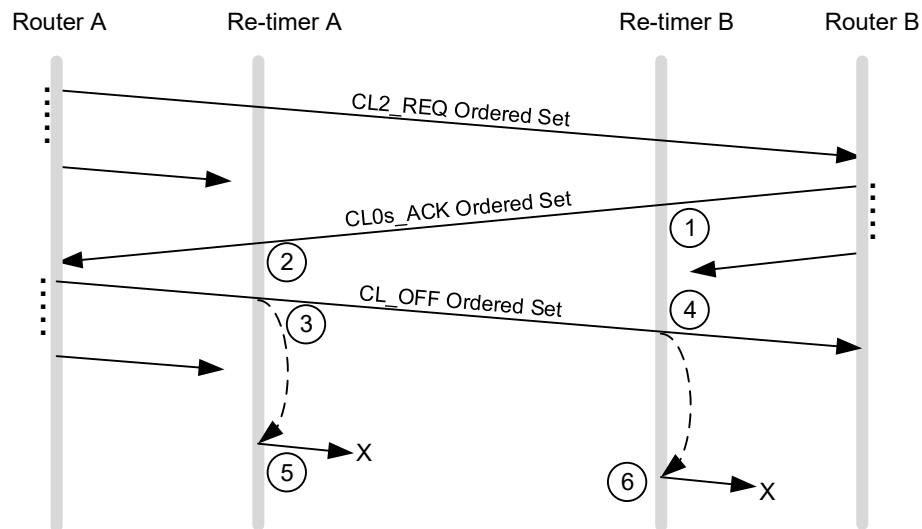 Router A Re-timer A Re-timer B Router B
CL2_REQ Ordered Set
CL0s_ACK Ordered Set
1
2
CL_OFF Ordered Set
3
4
X
5
6
X